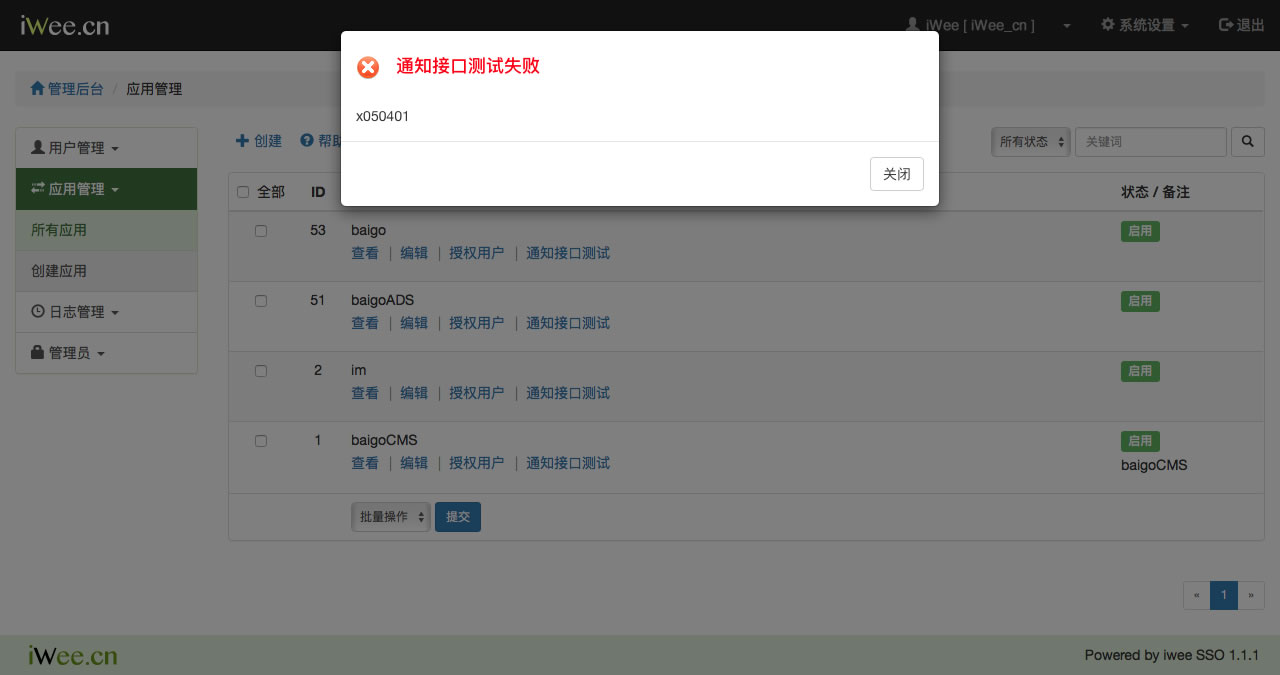 iWee.cn
iWee [ iWee_cn ] 系统设置 退出
通知接口测试失败
x050401
关闭
管理后台 / 应用管理
用户管理
应用管理
所有应用
创建应用
日志管理
管理员
创建 帮助
所有状态 关键词
全部 ID 状态 / 备注
53 baigo 启用
查看 | 编辑 | 授权用户 | 通知接口测试
51 baigoADS 启用
查看 | 编辑 | 授权用户 | 通知接口测试
2 im 启用
查看 | 编辑 | 授权用户 | 通知接口测试
1 baigoCMS 启用
查看 | 编辑 | 授权用户 | 通知接口测试 baigoCMS
批量操作 提交
« 1 »
iWee.cn Powered by iwee SSO 1.1.1